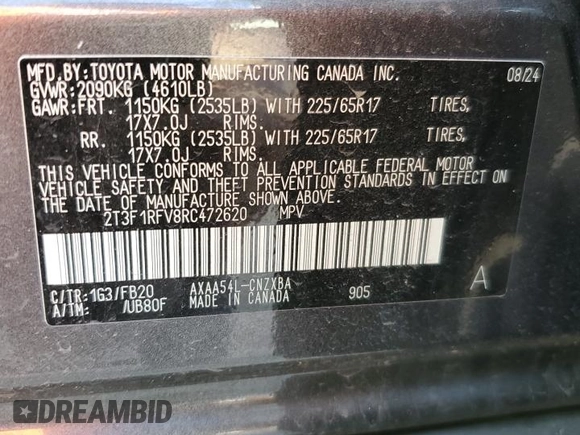 MFD.BY:TOYOTA MOTOR MANUFACTURING CANADA INC. 08/24
GVWR:2090KG (4610LB)
GAWR:FRT. 1150KG (2535LB) WITH 225/65R17 TIRES,
17X7.0J RIMS.
RR. 1150KG (2535LB) WITH 225/65R17 TIRES,
17X7.0J RIMS.
THIS VEHICLE CONFORMS TO ALL APPLICABLE FEDERAL MOTOR
VEHICLE SAFETY AND THEFT PREVENTION STANDARDS IN EFFECT ON
THE DATE OF MANUFACTURE SHOWN ABOVE.
2T3F1RFV8RC472620 MPV
C/TR:1G3/FB20 AXAA54L-CNZXBA A
A/TM: /UB80F MADE IN CANADA 905
DREAMBID